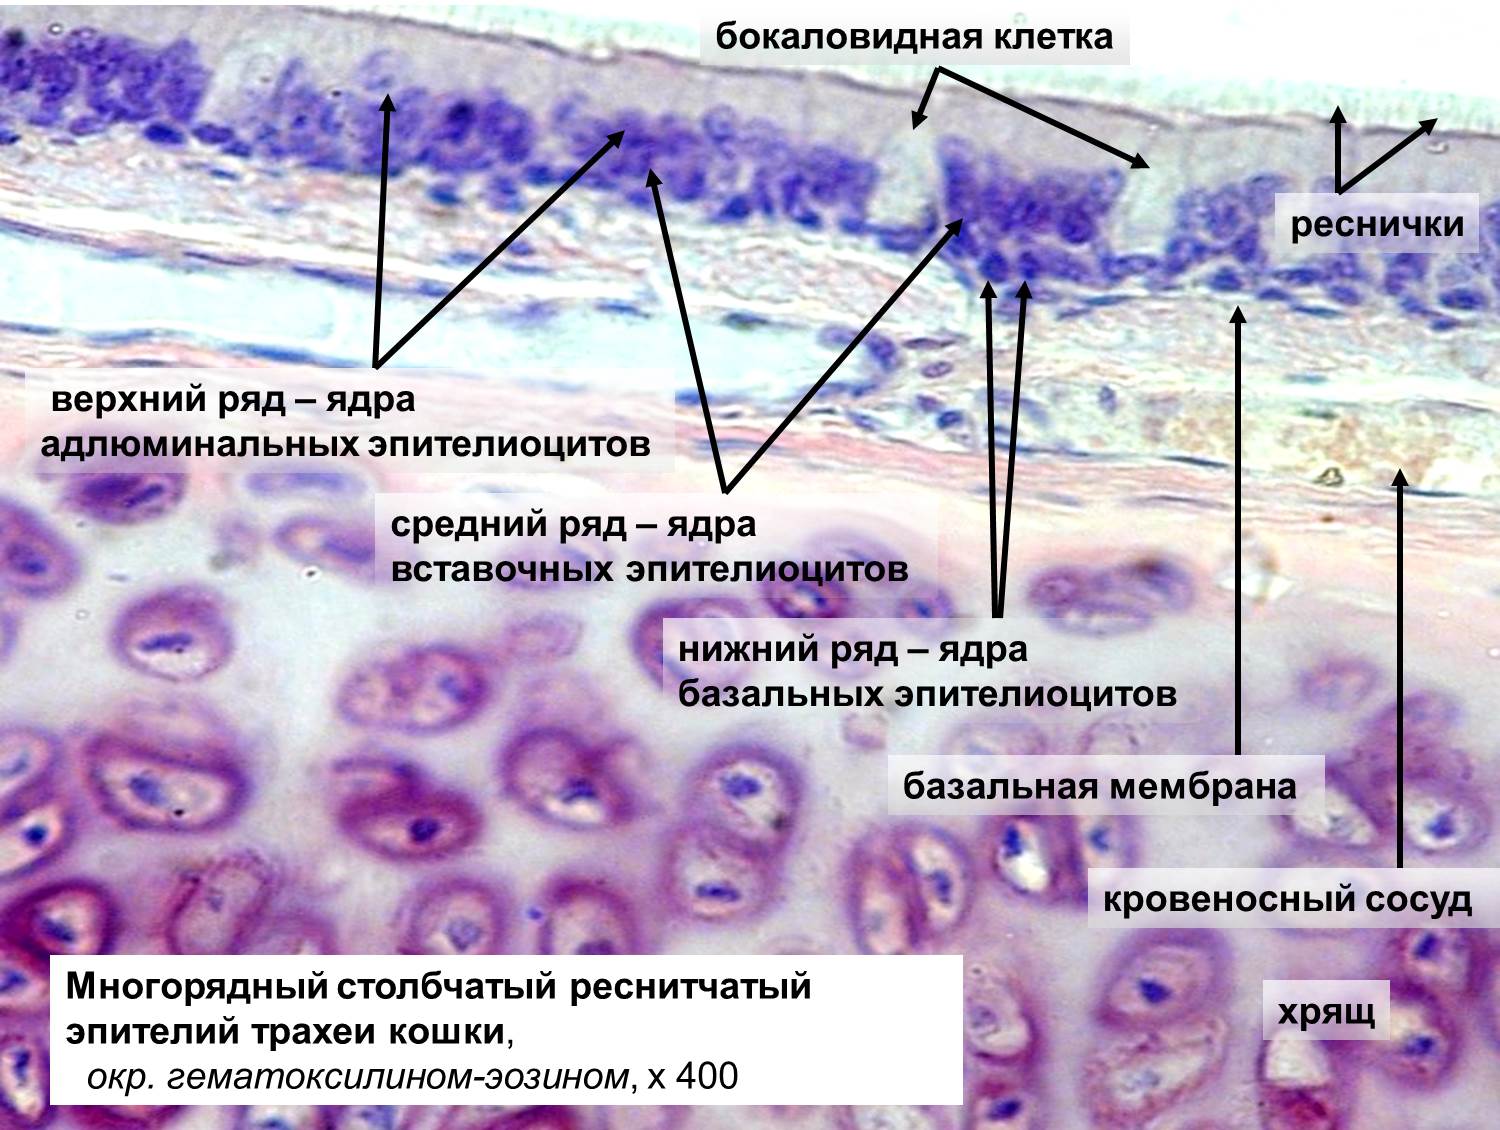 бокаловидная клетка
реснички
верхний ряд – ядра
адлюминальных эпителиоцитов
средний ряд – ядра
вставочных эпителиоцитов
нижний ряд – ядра
базальных эпителиоцитов
базальная мембрана
кровеносный сосуд
Многорядный столбчатый реснитчатый
эпителий трахеи кошки,
окр. гематоксилином-эозином, х 400
хрящ